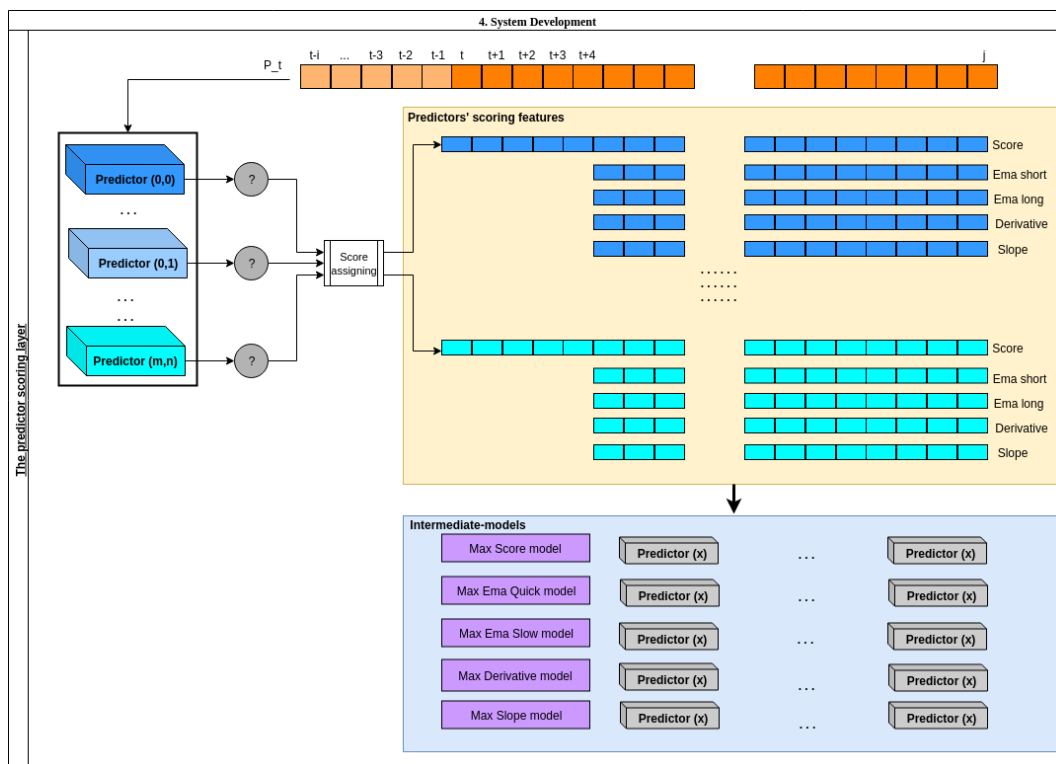 4. System Development
The predictor scoring layer
t-i ... t-3 t-2 t-1 t t+1 t+2 t+3 t+4 j
P_t
Predictors' scoring features
Predictor (0,0)
?
...
Predictor (0,1)
?
...
...
Predictor (m,n)
?
Score
assigning
Score
Ema short
Ema long
Derivative
Slope
......
......
Score
Ema short
Ema long
Derivative
Slope
Intermediate-models
Max Score model Predictor (x) ... Predictor (x)
Max Ema Quick model Predictor (x) ... Predictor (x)
Max Ema Slow model Predictor (x) ... Predictor (x)
Max Derivative model Predictor (x) ... Predictor (x)
Max Slope model Predictor (x) ... Predictor (x)